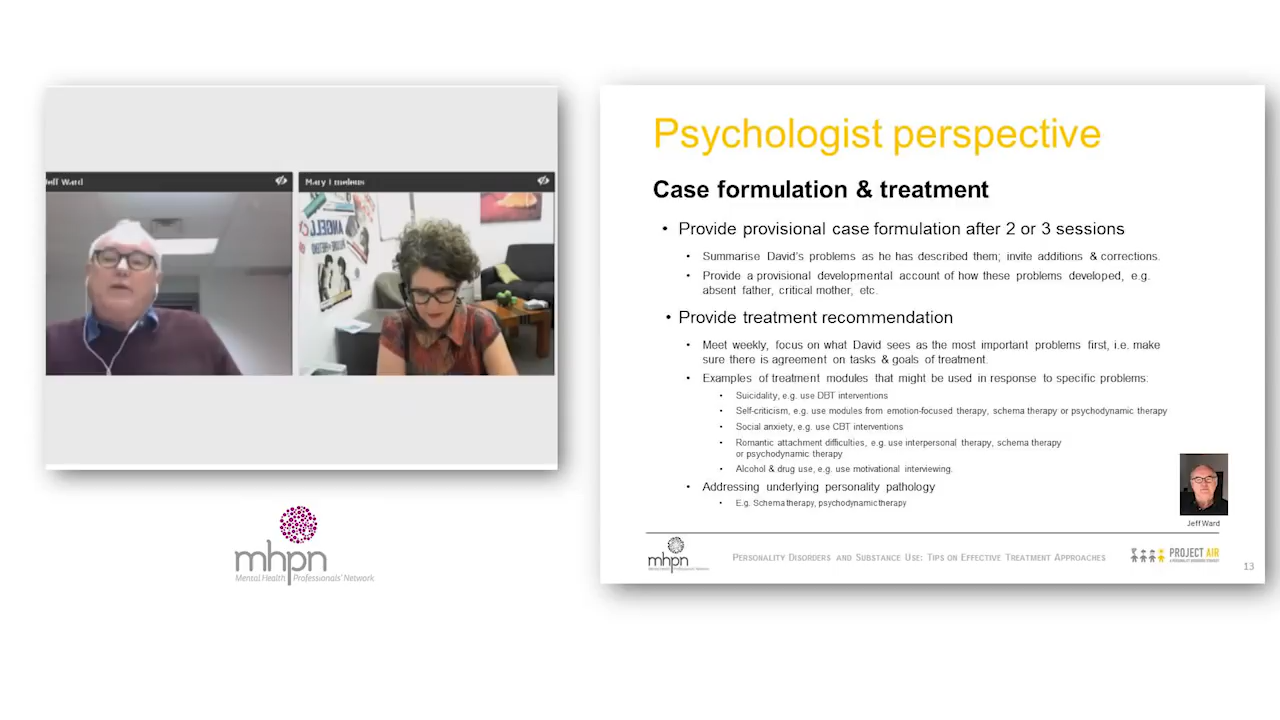 Jeff Ward
Mary Emeleus
Psychologist perspective
Case formulation & treatment
• Provide provisional case formulation after 2 or 3 sessions
• Summarise David's problems as he has described them; invite additions & corrections.
• Provide a provisional developmental account of how these problems developed, e.g.
absent father, critical mother, etc.
• Provide treatment recommendation
• Meet weekly, focus on what David sees as the most important problems first, i.e. make
sure there is agreement on tasks & goals of treatment.
• Examples of treatment modules that might be used in response to specific problems:
• Suicidality, e.g. use DBT interventions
• Self-criticism, e.g. use modules from emotion-focused therapy, schema therapy or psychodynamic therapy
• Social anxiety, e.g. use CBT interventions
• Romantic attachment difficulties, e.g. use interpersonal therapy, schema therapy
or psychodynamic therapy
• Alcohol & drug use, e.g. use motivational interviewing.
• Addressing underlying personality pathology
• E.g. Schema therapy, psychodynamic therapy
Jeff Ward
mhpn
Mental Health Professionals' Network
mhpn
PERSONALITY DISORDERS AND SUBSTANCE USE: TIPS ON EFFECTIVE TREATMENT APPROACHES
PROJECT AIR
13